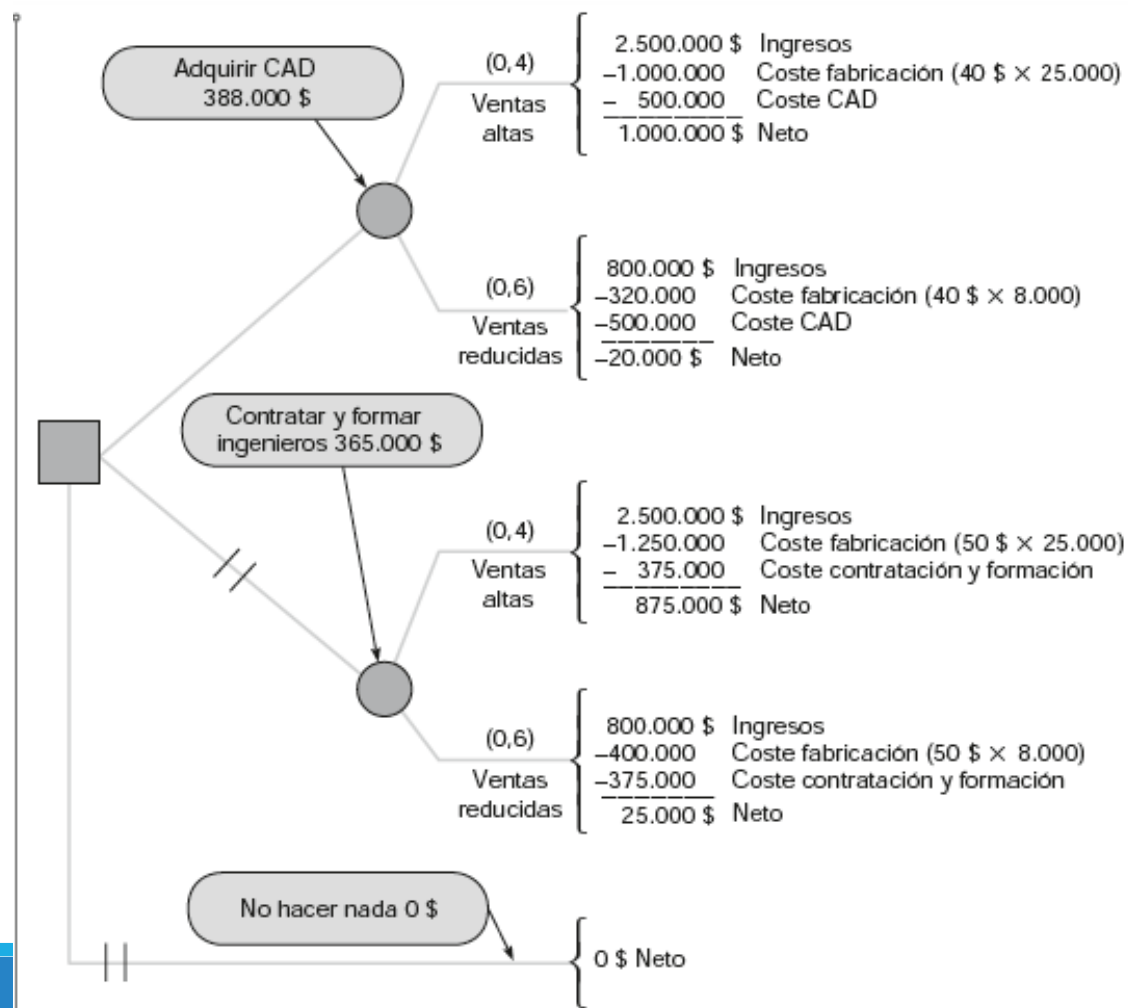 Adquirir CAD
388.000 $
(0,4)
Ventas
altas
2.500.000 $ Ingresos
–1.000.000 Coste fabricación (40 $ × 25.000)
– 500.000 Coste CAD
1.000.000 $ Neto
(0,6)
Ventas
reducidas
800.000 $ Ingresos
–320.000 Coste fabricación (40 $ × 8.000)
–500.000 Coste CAD
–20.000 $ Neto
Contratar y formar
ingenieros 365.000 $
(0,4)
Ventas
altas
2.500.000 $ Ingresos
–1.250.000 Coste fabricación (50 $ × 25.000)
– 375.000 Coste contratación y formación
875.000 $ Neto
(0,6)
Ventas
reducidas
800.000 $ Ingresos
–400.000 Coste fabricación (50 $ × 8.000)
–375.000 Coste contratación y formación
25.000 $ Neto
No hacer nada 0 $
0 $ Neto